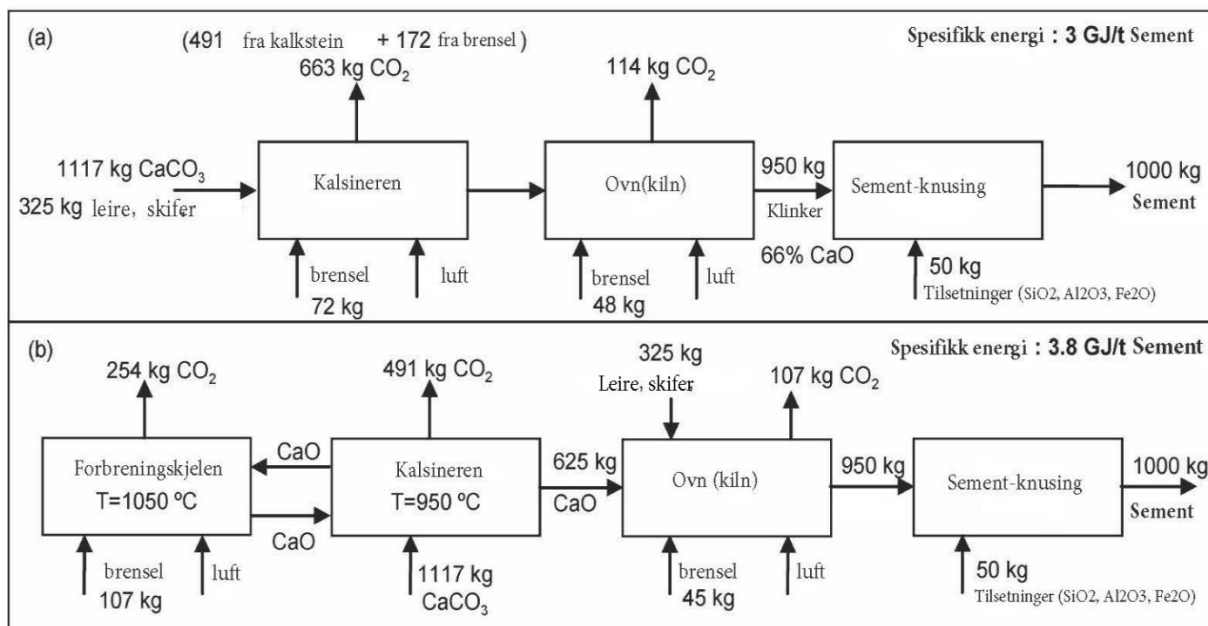 (a)
(491 fra kalkstein + 172 fra brensel)
Spesifikk energi : 3 GJ/t Sement
663 kg CO₂
114 kg CO₂
1117 kg CaCO₃
325 kg leire, skifer,
Kalsineren
Ovn(kiln)
950 kg
Klinker
66% CaO
Sement-knusing
1000 kg
Sement
brensel
72 kg
luft
brensel
48 kg
luft
50 kg
Tilsetninger (SiO2, Al2O3, Fe2O)
(b)
Spesifikk energi : 3.8 GJ/t Sement
254 kg CO₂
491 kg CO₂
325 kg
Leire, skifer,
107 kg CO₂
Forbreningskjelen
T=1050 ºC
CaO
CaO
Kalsineren
T=950 ºC
625 kg
CaO
Ovn (kiln)
950 kg
Sement-knusing
1000 kg
Sement
brensel
107 kg
luft
1117 kg
CaCO₃
brensel
45 kg
luft
50 kg
Tilsetninger (SiO2, Al2O3, Fe2O)